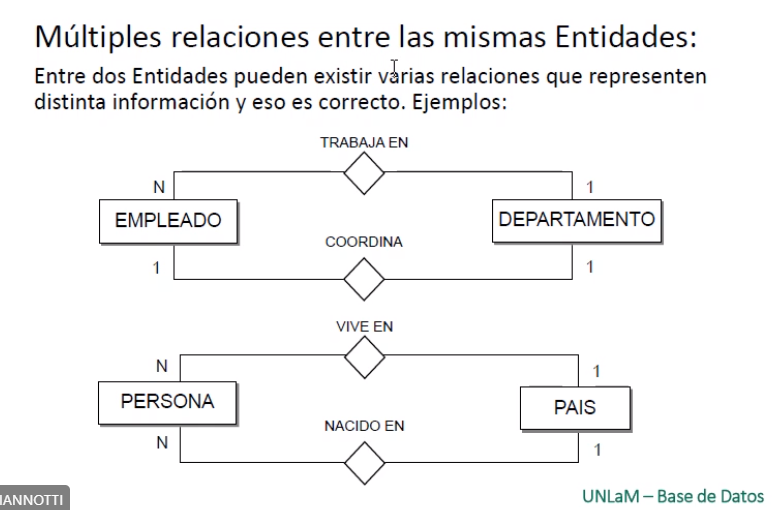 Múltiples relaciones entre las mismas Entidades:
Entre dos Entidades pueden existir varias relaciones que representen
distinta información y eso es correcto. Ejemplos:
TRABAJA EN
N
1
EMPLEADO
DEPARTAMENTO
COORDINA
1
1
VIVE EN
N
1
PERSONA
PAIS
NACIDO EN
N
1
IANNOTTI
UNLaM – Base de Datos